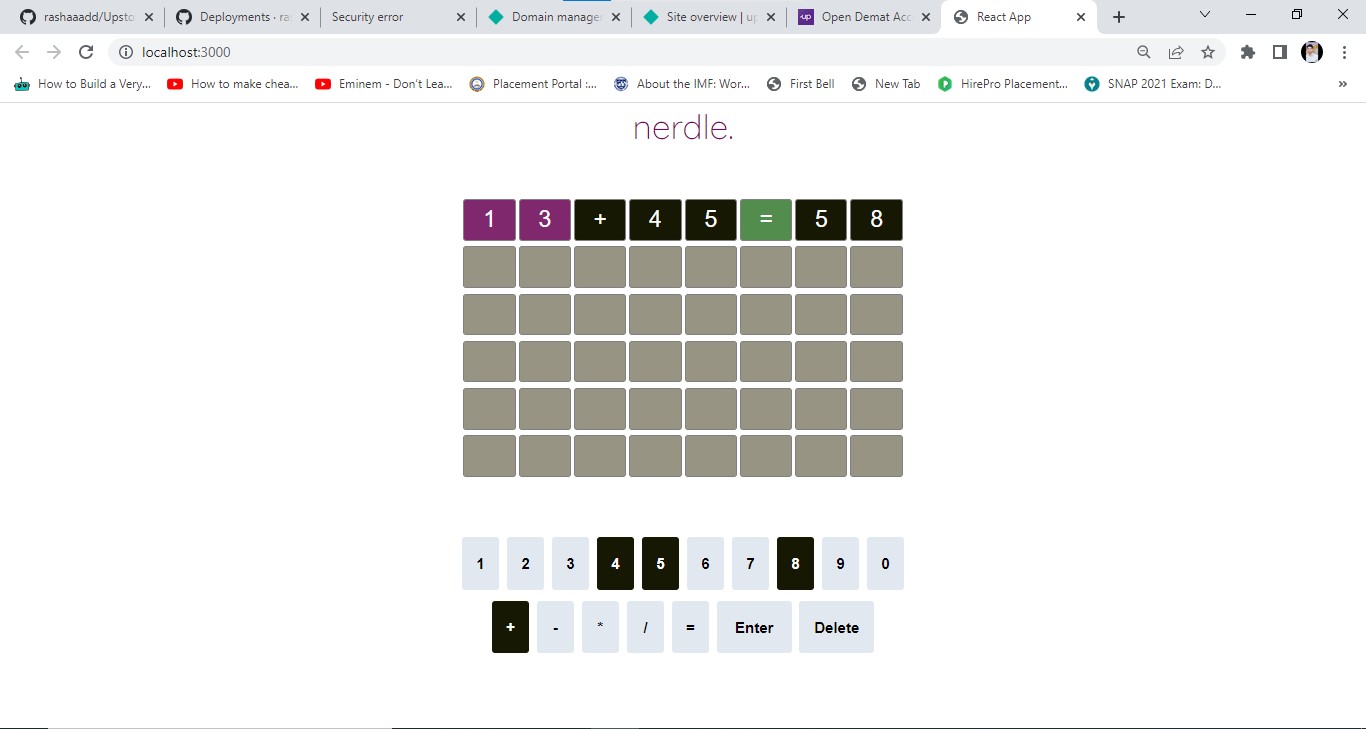 rashaaadd/Upsto Deployments · ra Security error Domain manage Site overview | up Open Demat Acc React App
localhost:3000
How to Build a Very... How to make chea... Eminem - Don't Lea... Placement Portal :... About the IMF: Wor... First Bell New Tab HirePro Placement... SNAP 2021 Exam: D... »
nerdle.
1 3 + 4 5 = 5 8
1 2 3 4 5 6 7 8 9 0
+ - * / = Enter Delete